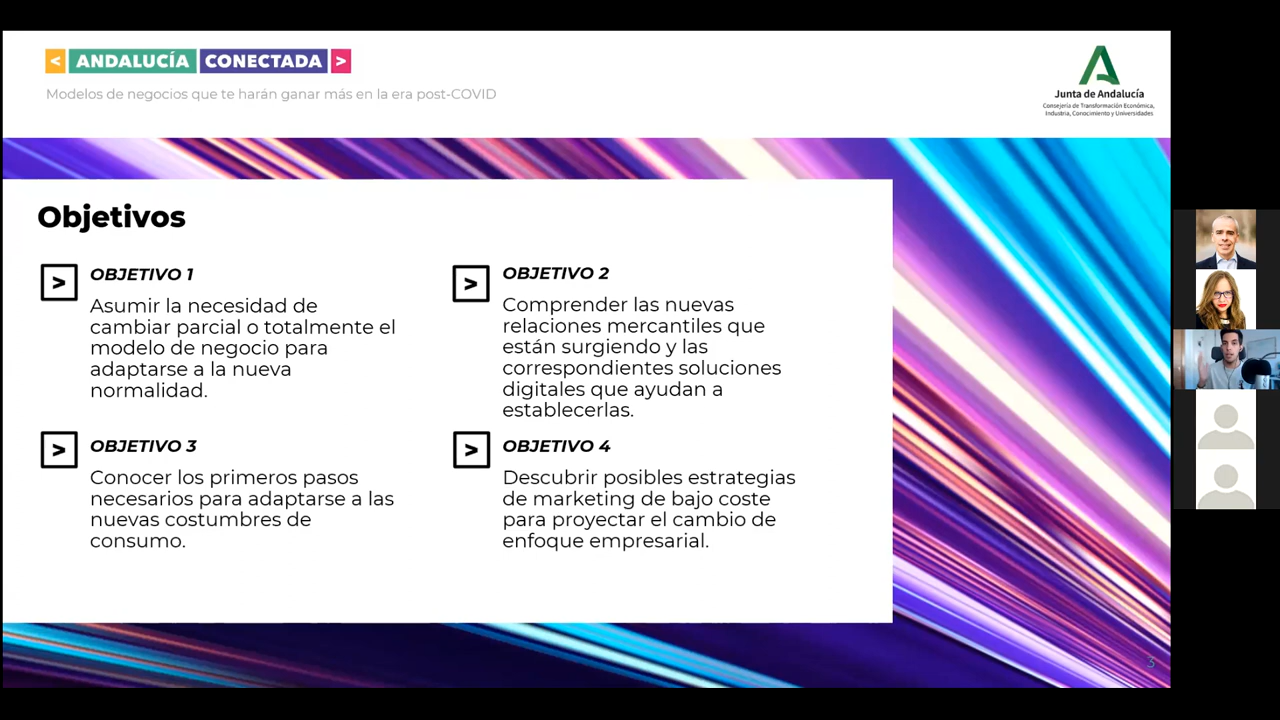 < ANDALUCÍA CONECTADA >
Modelos de negocios que te harán ganar más en la era post-COVID
Junta de Andalucía
Consejería de Transformación Económica,
Industria, Conocimiento y Universidades
Objetivos
> OBJETIVO 1
Asumir la necesidad de
cambiar parcial o totalmente el
modelo de negocio para
adaptarse a la nueva
normalidad.
> OBJETIVO 2
Comprender las nuevas
relaciones mercantiles que
están surgiendo y las
correspondientes soluciones
digitales que ayudan a
establecerlas.
> OBJETIVO 3
Conocer los primeros pasos
necesarios para adaptarse a las
nuevas costumbres de
consumo.
> OBJETIVO 4
Descubrir posibles estrategias
de marketing de bajo coste
para proyectar el cambio de
enfoque empresarial.
3